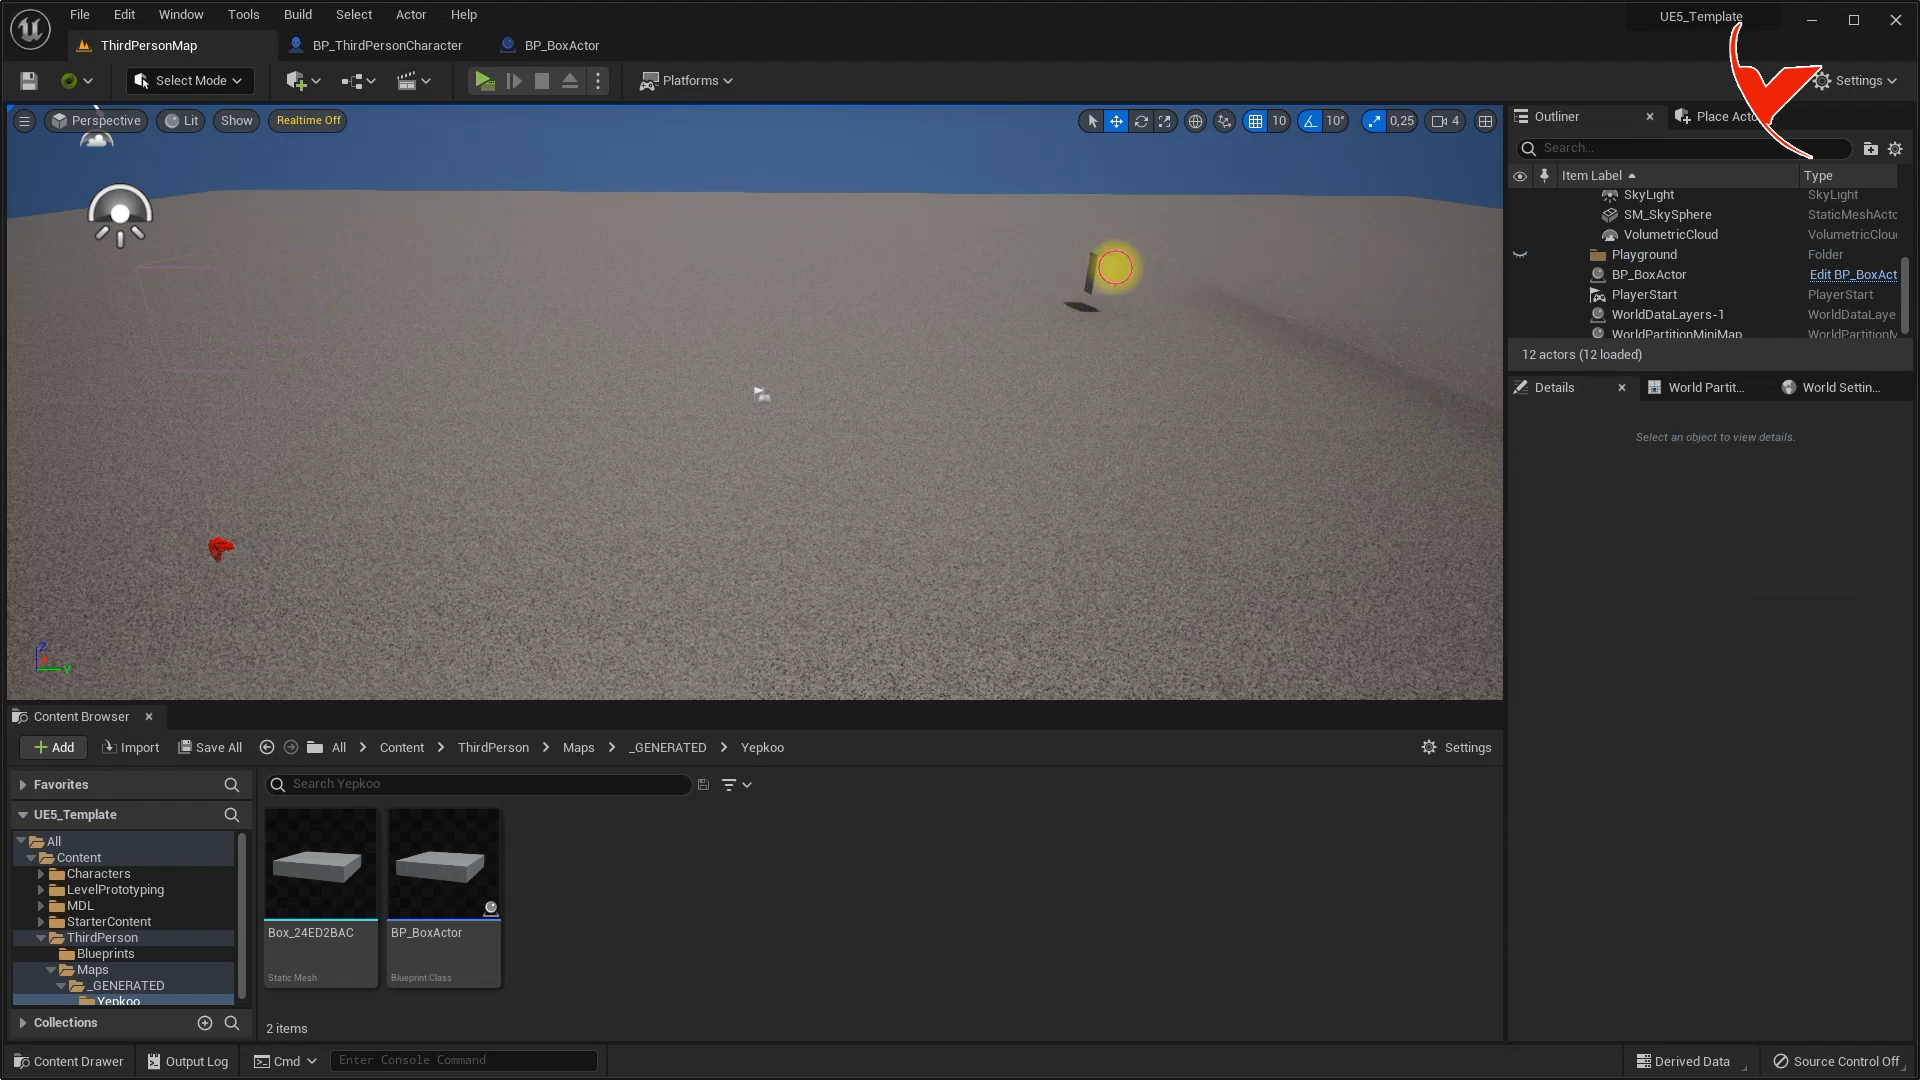 File Edit Window Tools Build Select Actor Help
UE5_Template
ThirdPersonMap
BP_ThirdPersonCharacter
BP_BoxActor
Select Mode
Platforms
Settings
Perspective
Lit
Show
Realtime Off
10
10°
0,25
4
Outliner
Place Acto
Search...
Item Label
Type
SkyLight
SkyLight
SM_SkySphere
StaticMeshActo
VolumetricCloud
VolumetricClou
Playground
Folder
BP_BoxActor
Edit BP_BoxAct
PlayerStart
PlayerStart
WorldDataLayers-1
WorldDataLaye
WorldPartitionMiniMap
WorldPartitionM
12 actors (12 loaded)
Details
World Partit...
World Settin...
Select an object to view details.
Z
Y
Content Browser
Add
Import
Save All
All
Content
ThirdPerson
Maps
_GENERATED
Yepkoo
Settings
Favorites
Search Yepkoo
UE5_Template
All
Content
Characters
LevelPrototyping
MDL
StarterContent
ThirdPerson
Blueprints
Maps
_GENERATED
Yepkoo
Box_24ED2BAC
Static Mesh
BP_BoxActor
Blueprint Class
Collections
2 items
Content Drawer
Output Log
Cmd
Enter Console Command
Derived Data
Source Control Off